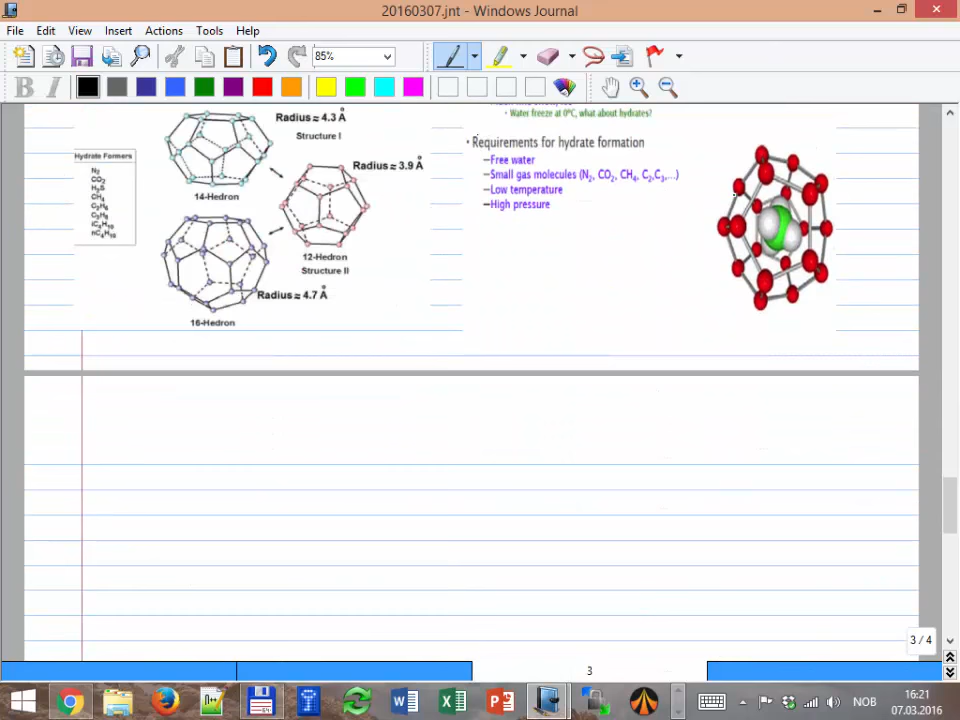 20160307.jnt - Windows Journal
File Edit View Insert Actions Tools Help
85%
B I
Water freeze at 0°C, what about hydrates?
Radius ≈ 4.3 Å
Structure I
Hydrate Formers
N₂
CO₂
H₂S
CH₄
C₂H₆
C₃H₈
iC₄H₁₀
nC₄H₁₀
14-Hedron
Radius ≈ 3.9 Å
12-Hedron
Structure II
Radius ≈ 4.7 Å
16-Hedron
• Requirements for hydrate formation
–Free water
–Small gas molecules (N₂, CO₂, CH₄, C₂,C₃,...)
–Low temperature
–High pressure
3 / 4
3
NOB
16:21
07.03.2016